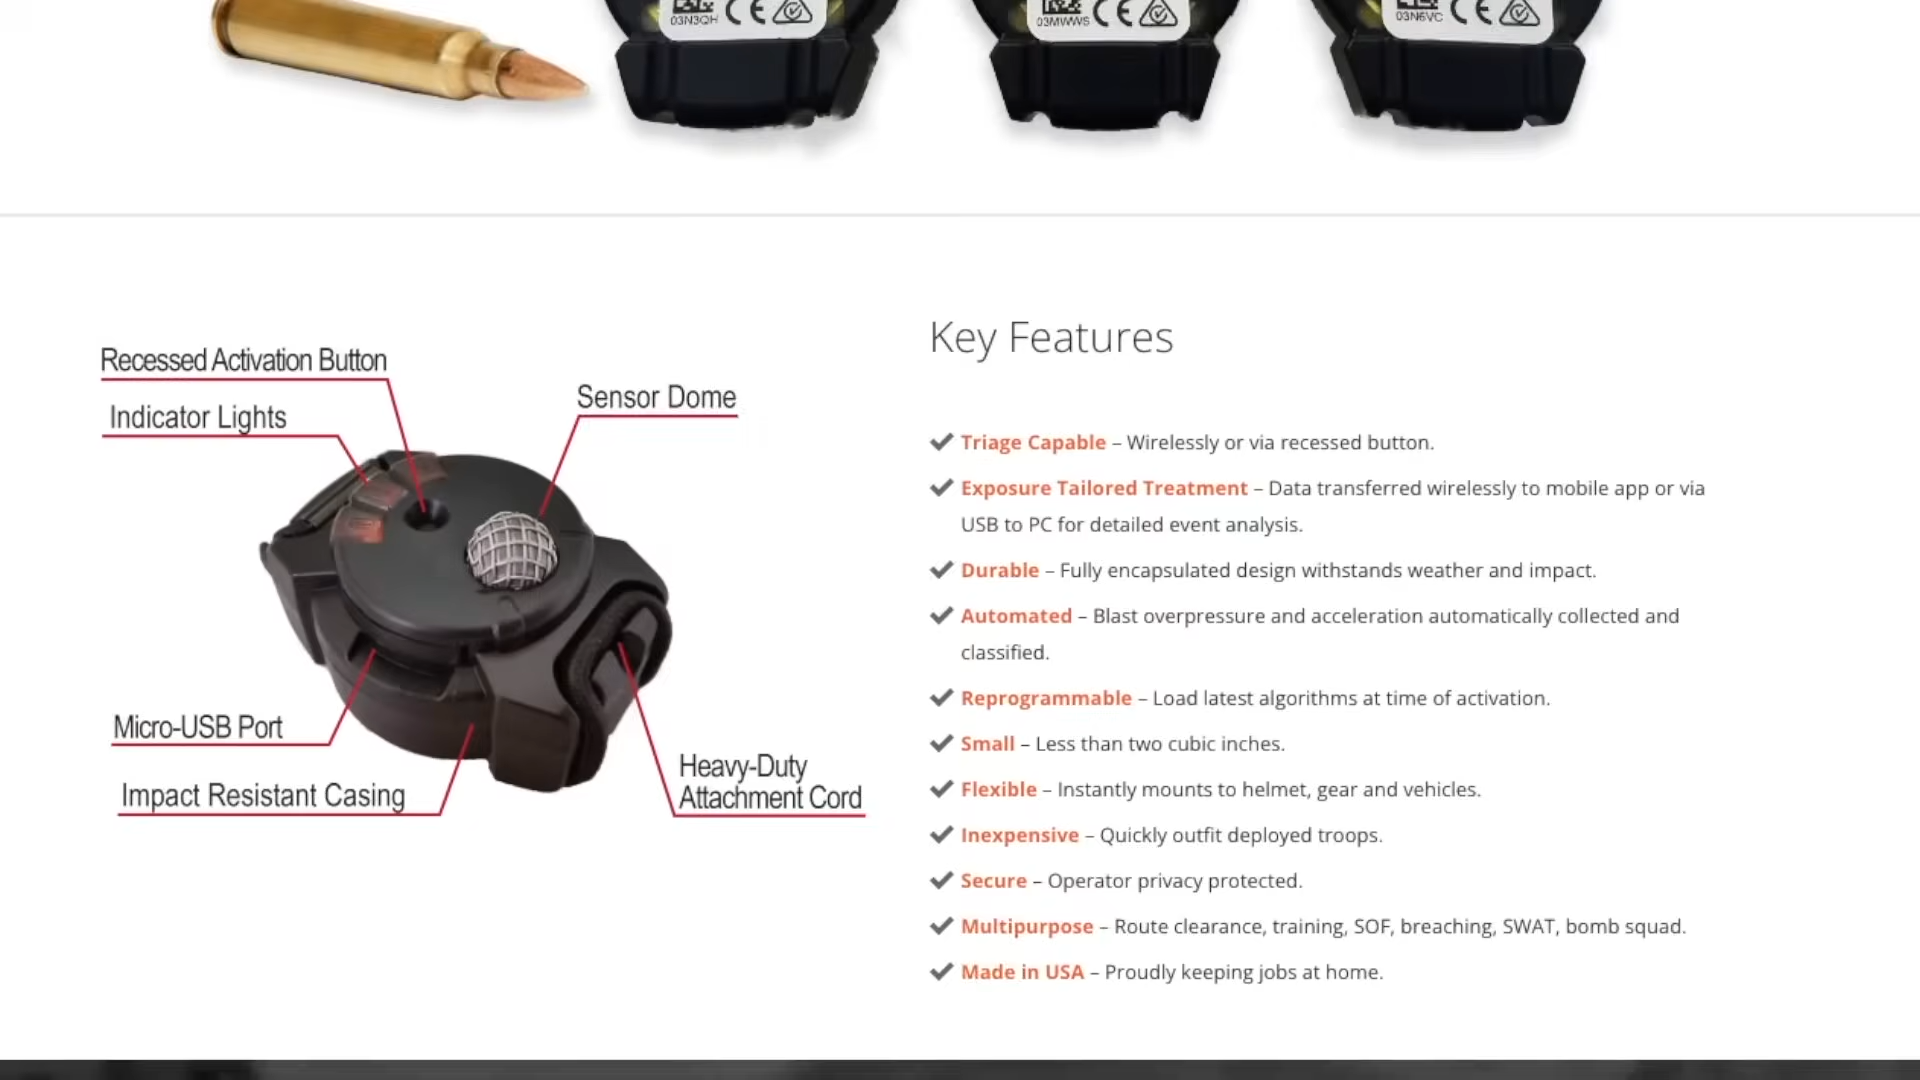 03N3QH
03MWWS
03N6VC
Recessed Activation Button
Indicator Lights
Sensor Dome
Micro-USB Port
Impact Resistant Casing
Heavy-Duty
Attachment Cord
Key Features
Triage Capable – Wirelessly or via recessed button.
Exposure Tailored Treatment – Data transferred wirelessly to mobile app or via
USB to PC for detailed event analysis.
Durable – Fully encapsulated design withstands weather and impact.
Automated – Blast overpressure and acceleration automatically collected and
classified.
Reprogrammable – Load latest algorithms at time of activation.
Small – Less than two cubic inches.
Flexible – Instantly mounts to helmet, gear and vehicles.
Inexpensive – Quickly outfit deployed troops.
Secure – Operator privacy protected.
Multipurpose – Route clearance, training, SOF, breaching, SWAT, bomb squad.
Made in USA – Proudly keeping jobs at home.